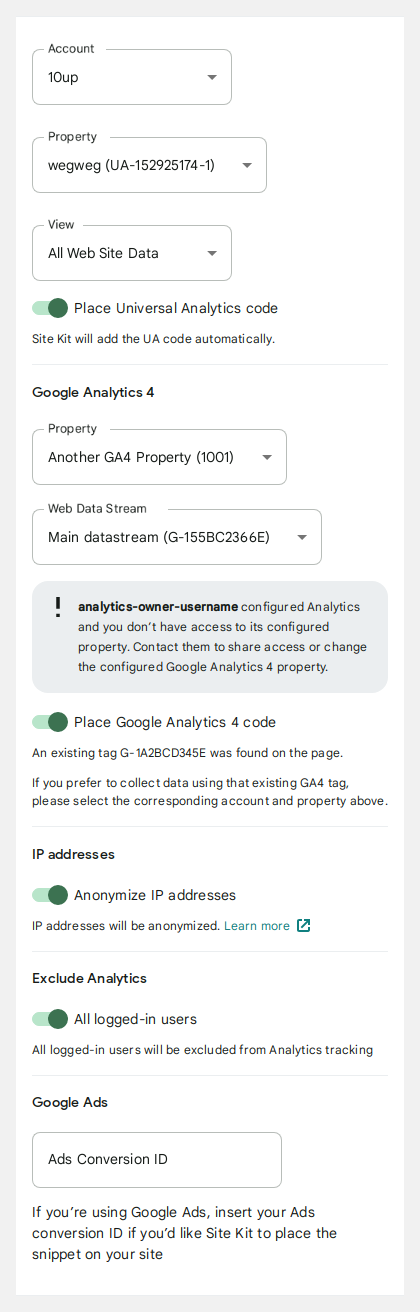 Account
10up
Property
wegweg (UA-152925174-1)
View
All Web Site Data
Place Universal Analytics code
Site Kit will add the UA code automatically.
Google Analytics 4
Property
Another GA4 Property (1001)
Web Data Stream
Main datastream (G-155BC2366E)
! analytics-owner-username configured Analytics
and you don’t have access to its configured
property. Contact them to share access or change
the configured Google Analytics 4 property.
Place Google Analytics 4 code
An existing tag G-1A2BCD345E was found on the page.
If you prefer to collect data using that existing GA4 tag,
please select the corresponding account and property above.
IP addresses
Anonymize IP addresses
IP addresses will be anonymized. Learn more
Exclude Analytics
All logged-in users
All logged-in users will be excluded from Analytics tracking
Google Ads
Ads Conversion ID
If you’re using Google Ads, insert your Ads
conversion ID if you’d like Site Kit to place the
snippet on your site